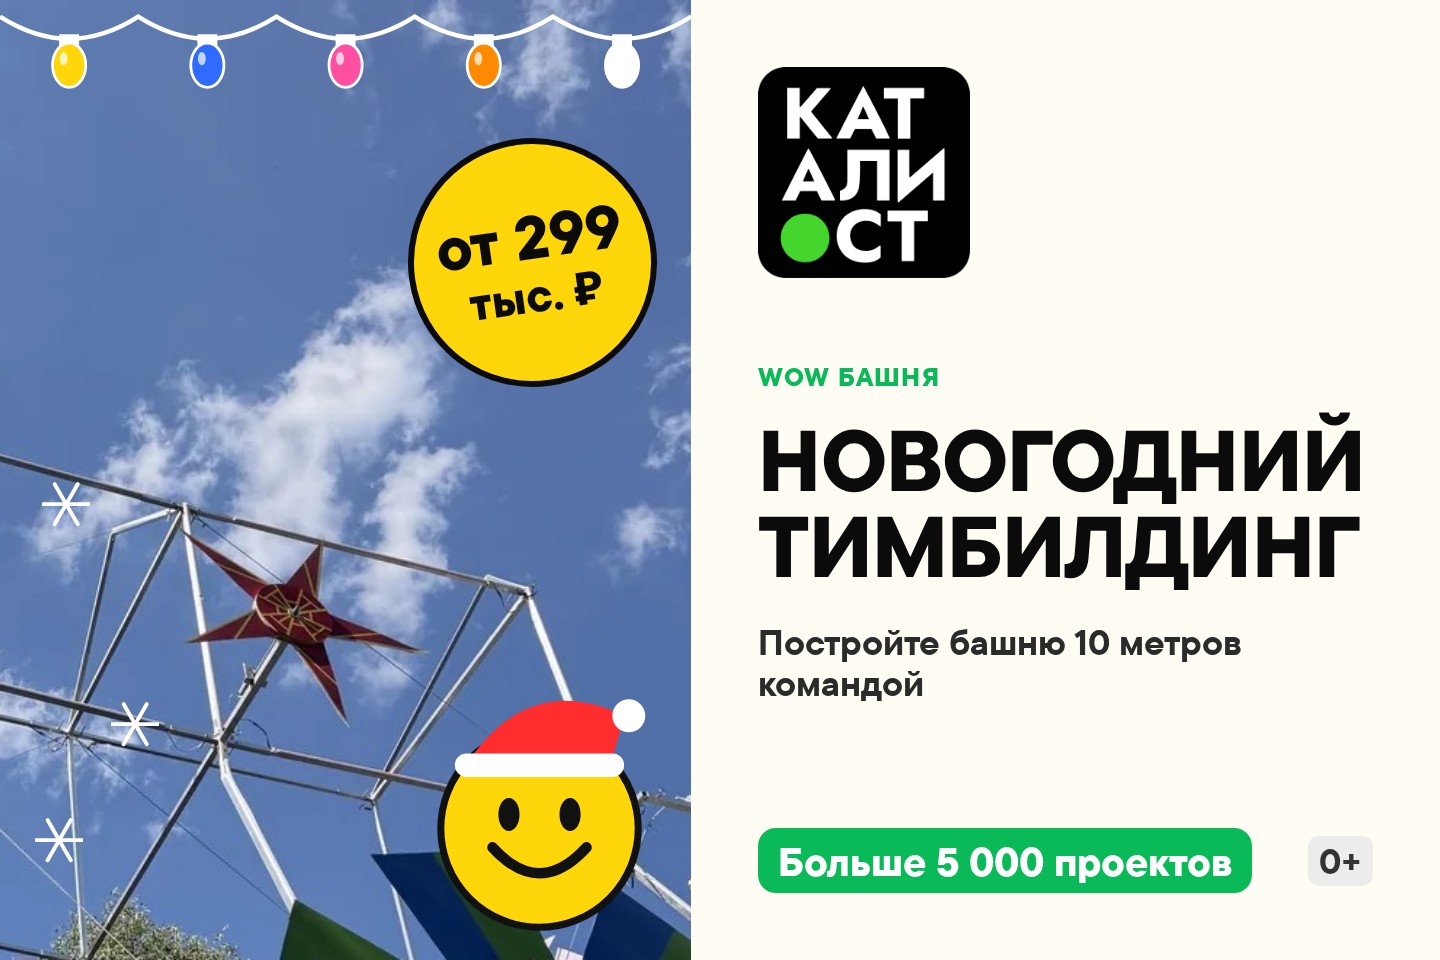 от 299
тыс. ₽
КАТ
АЛИ
СТ
WOW БАШНЯ
НОВОГОДНИЙ
ТИМБИЛДИНГ
Постройте башню 10 метров
командой
Больше 5 000 проектов
0+